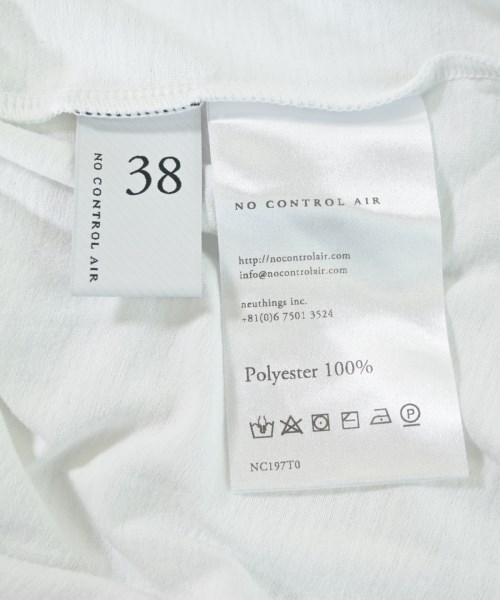 NO CONTROL AIR
38
NO CONTROL AIR
http://nocontrolair.com
info@nocontrolair.com
neuthings inc.
+81(0)6 7501 3524
Polyester 100%
P
NC197T0